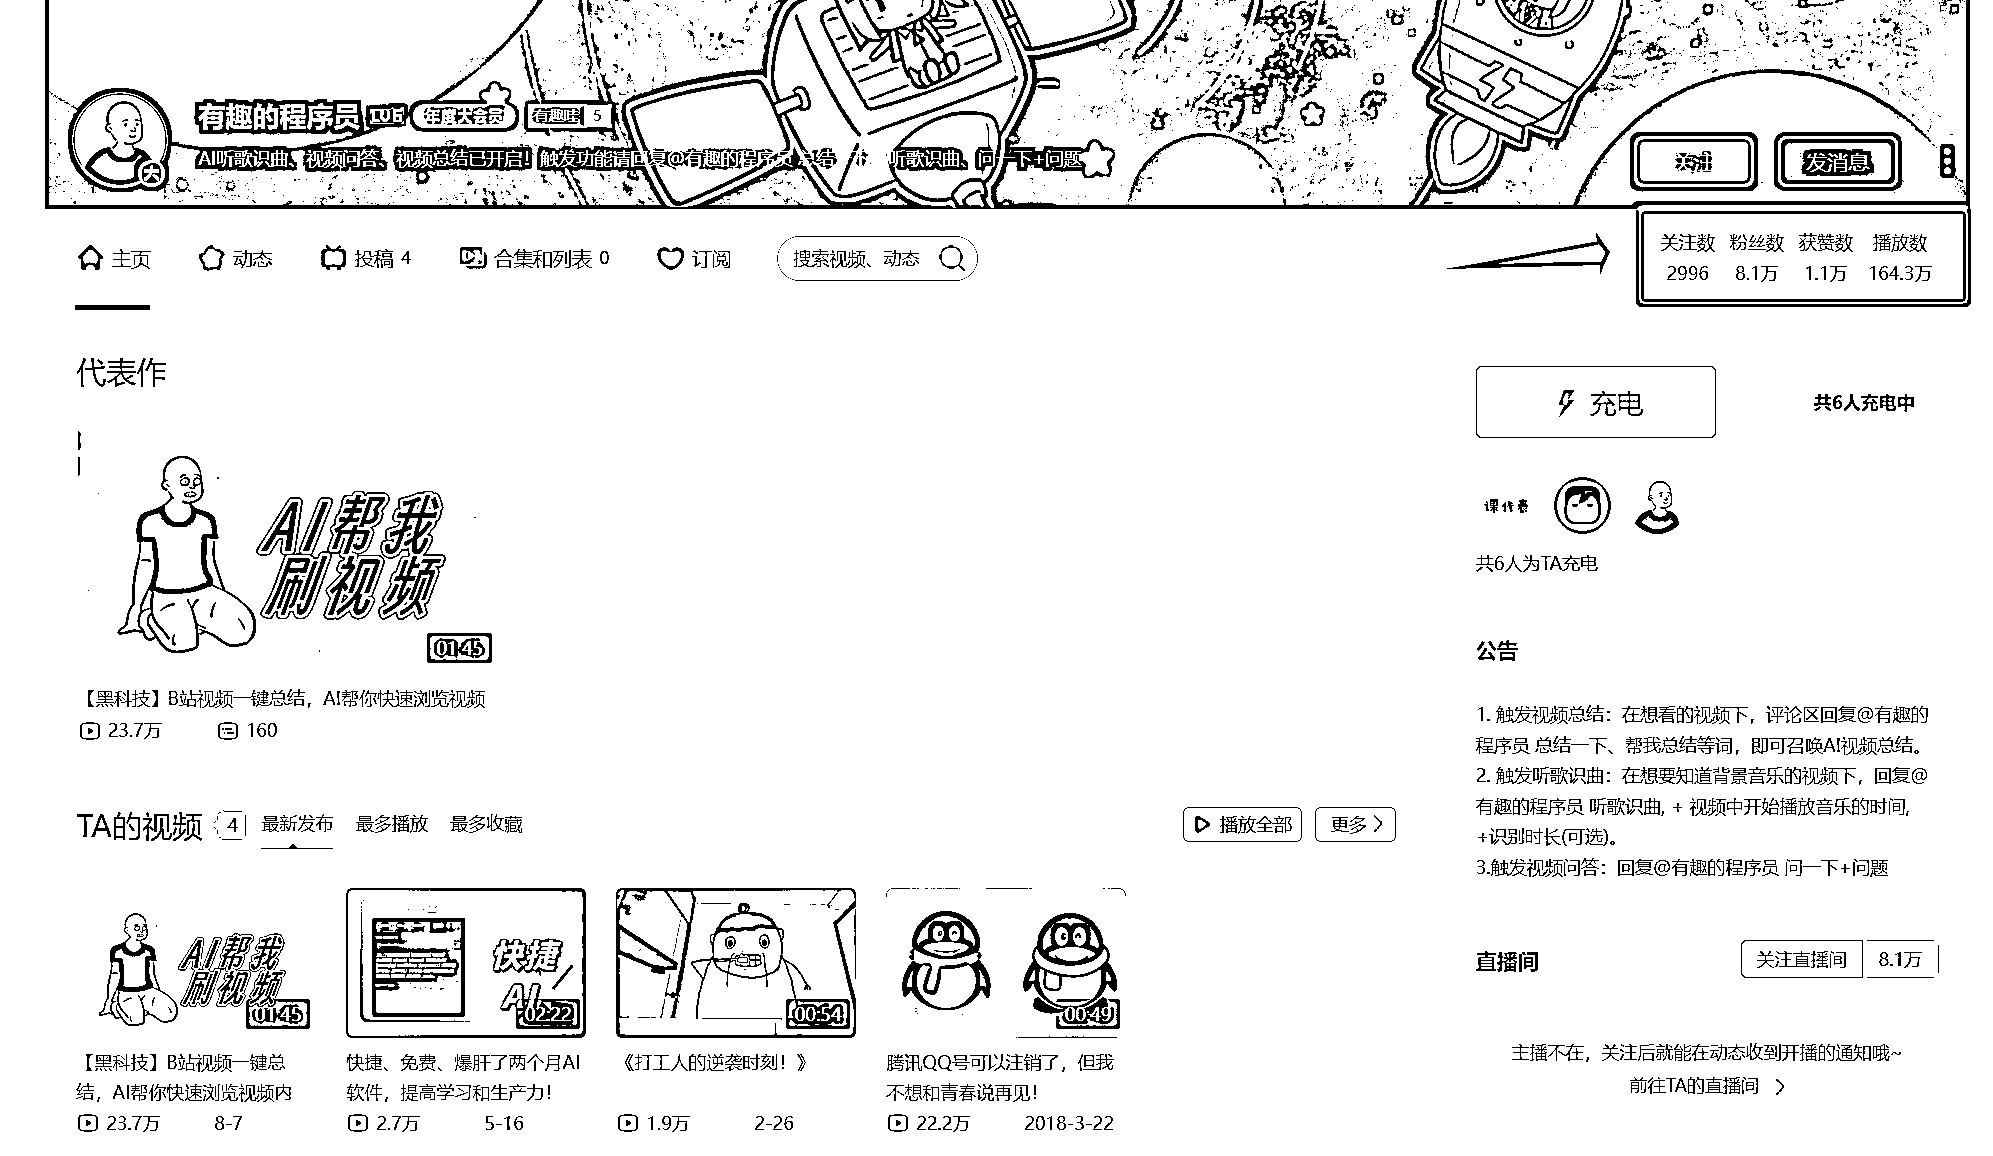 有趣的程序员 LV6 年度大会员 有趣 5
AI听歌识曲、视频问答、视频总结已开启！触发功能请回复@有趣的程序员 总结一下、听歌识曲、问一下+问题
关注 发消息
主页 动态 投稿 4 合集和列表 0 订阅 搜索视频、动态
关注数 粉丝数 获赞数 播放数
2996 8.1万 1.1万 164.3万
代表作
充电 共6人充电中
AI帮我
刷视频
01:45
课作表
共6人为TA充电
【黑科技】B站视频一键总结，AI帮你快速浏览视频
23.7万 160
公告
1. 触发视频总结：在想看的视频下，评论区回复@有趣的
程序员 总结一下、帮我总结等词，即可召唤AI视频总结。
2. 触发听歌识曲：在想要知道背景音乐的视频下，回复@
有趣的程序员 听歌识曲, + 视频中开始播放音乐的时间,
+识别时长(可选)。
3.触发视频问答：回复@有趣的程序员 问一下+问题
TA的视频 4 最新发布 最多播放 最多收藏 播放全部 更多
AI帮我
刷视频
01:45
快捷
AI
02:22
00:54
00:49
【黑科技】B站视频一键总
结，AI帮你快速浏览视频内
23.7万 8-7
快捷、免费、爆肝了两个月AI
软件，提高学习和生产力！
2.7万 5-16
《打工人的逆袭时刻！》
1.9万 2-26
腾讯QQ号可以注销了，但我
不想和青春说再见！
22.2万 2018-3-22
直播间 关注直播间 8.1万
主播不在，关注后就能在动态收到开播的通知哦~
前往TA的直播间